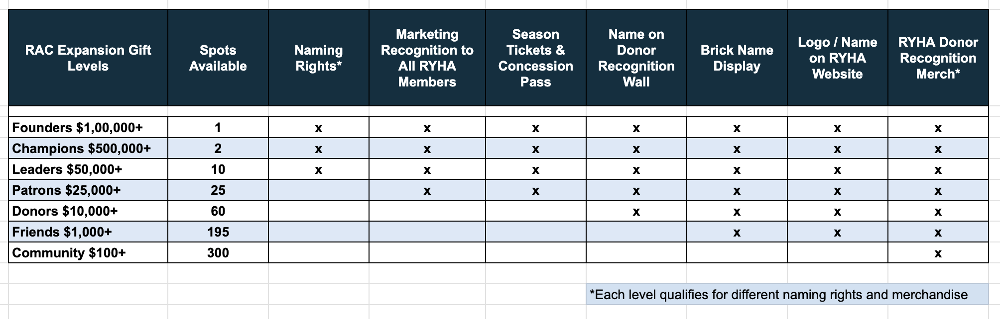 RAC Expansion Gift Levels | Spots Available | Naming Rights* | Marketing Recognition to All RYHA Members | Season Tickets & Concession Pass | Name on Donor Recognition Wall | Brick Name Display | Logo / Name on RYHA Website | RYHA Donor Recognition Merch*
Founders $1,00,000+ | 1 | x | x | x | x | x | x | x
Champions $500,000+ | 2 | x | x | x | x | x | x | x
Leaders $50,000+ | 10 | x | x | x | x | x | x | x
Patrons $25,000+ | 25 | | x | x | x | x | x | x
Donors $10,000+ | 60 | | | | x | x | x | x
Friends $1,000+ | 195 | | | | | x | x | x
Community $100+ | 300 | | | | | | | x
*Each level qualifies for different naming rights and merchandise